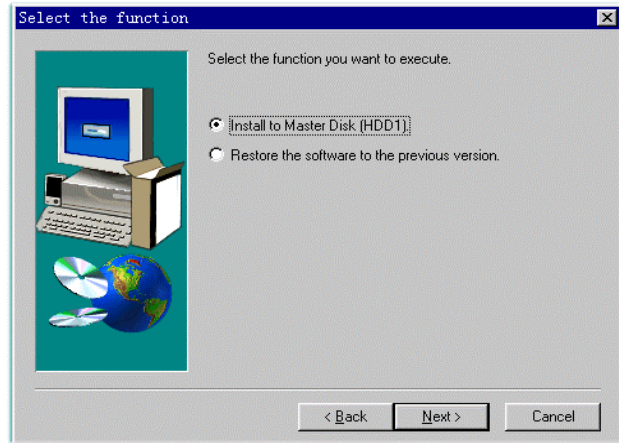 Select the function
Select the function you want to execute.
Install to Master Disk (HDD1).
Restore the software to the previous version.
< Back
Next >
Cancel